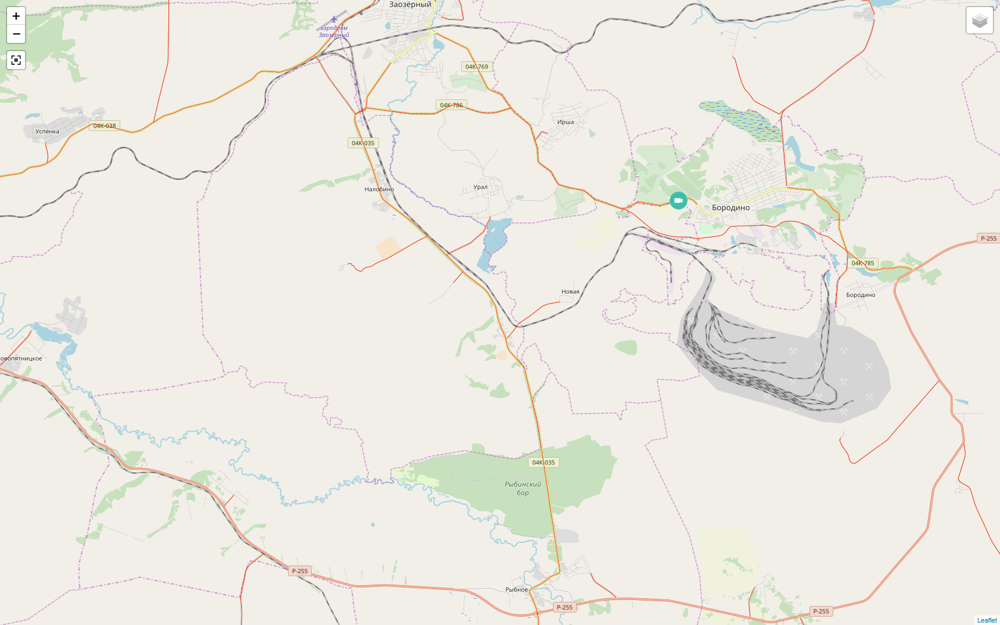 Заозёрный
+
−
аэродром
Заозёрный
04К-769
04К-786
Успенка
04К-038
Ирша
04К-035
Налобино
Урал
Бородино
Р-255
04К-785
Новая
Бородино
овопятницкое
04К-035
Рыбинский
бор
Р-255
Рыбное
Р-255
Р-255
Leaflet